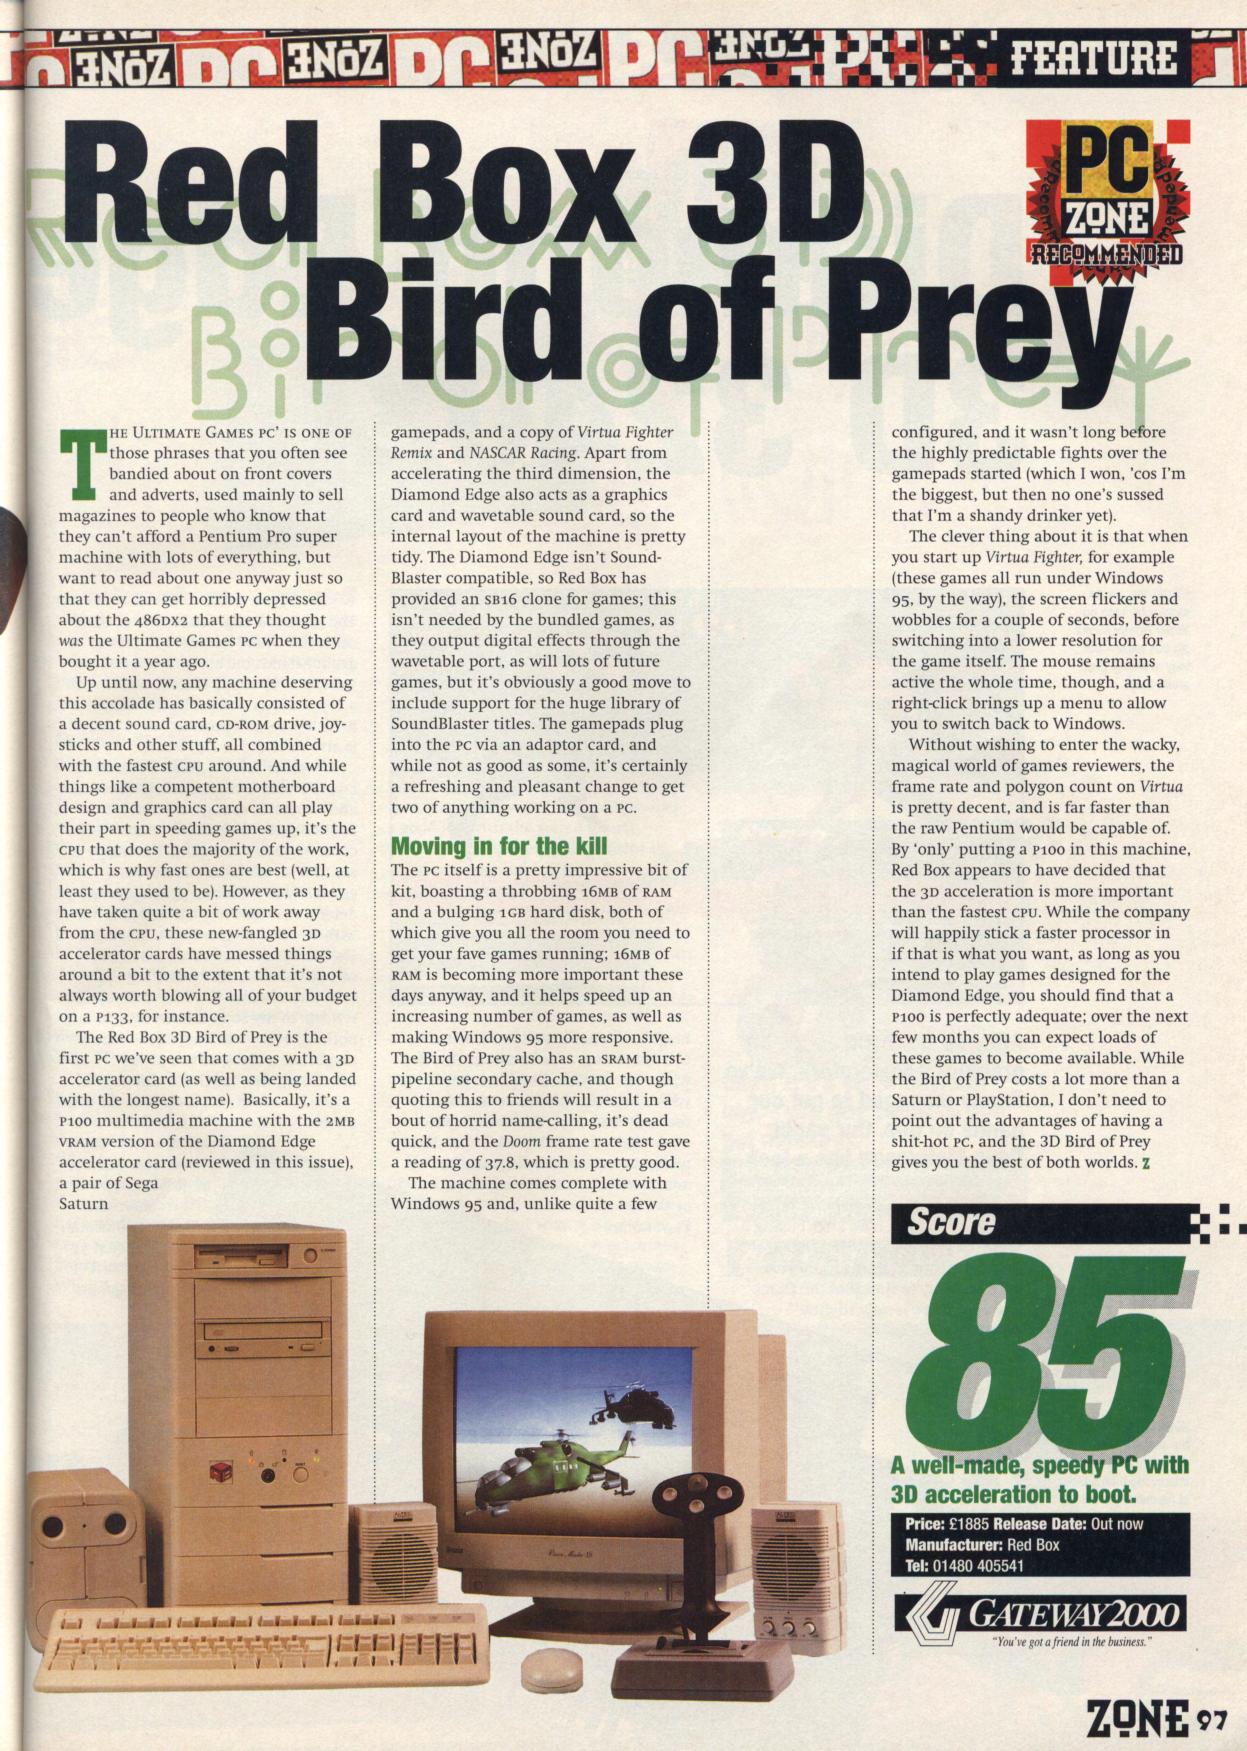 FEATURE
Red Box 3D
Bird of Prey
PC
ZONE
RECOMMENDED
THE ULTIMATE GAMES PC' IS ONE OF
those phrases that you often see
bandied about on front covers
and adverts, used mainly to sell
magazines to people who know that
they can't afford a Pentium Pro super
machine with lots of everything, but
want to read about one anyway just so
that they can get horribly depressed
about the 486DX2 that they thought
was the Ultimate Games PC when they
bought it a year ago.
Up until now, any machine deserving
this accolade has basically consisted of
a decent sound card, CD-ROM drive, joy-
sticks and other stuff, all combined
with the fastest CPU around. And while
things like a competent motherboard
design and graphics card can all play
their part in speeding games up, it's the
CPU that does the majority of the work,
which is why fast ones are best (well, at
least they used to be). However, as they
have taken quite a bit of work away
from the CPU, these new-fangled 3D
accelerator cards have messed things
around a bit to the extent that it's not
always worth blowing all of your budget
on a P133, for instance.
The Red Box 3D Bird of Prey is the
first PC we've seen that comes with a 3D
accelerator card (as well as being landed
with the longest name). Basically, it's a
P100 multimedia machine with the 2MB
VRAM version of the Diamond Edge
accelerator card (reviewed in this issue),
a pair of Sega
Saturn
gamepads, and a copy of Virtua Fighter
Remix and NASCAR Racing. Apart from
accelerating the third dimension, the
Diamond Edge also acts as a graphics
card and wavetable sound card, so the
internal layout of the machine is pretty
tidy. The Diamond Edge isn't Sound-
Blaster compatible, so Red Box has
provided an SB16 clone for games; this
isn't needed by the bundled games, as
they output digital effects through the
wavetable port, as will lots of future
games, but it's obviously a good move to
include support for the huge library of
SoundBlaster titles. The gamepads plug
into the PC via an adaptor card, and
while not as good as some, it's certainly
a refreshing and pleasant change to get
two of anything working on a PC.
Moving in for the kill
The PC itself is a pretty impressive bit of
kit, boasting a throbbing 16MB of RAM
and a bulging 1GB hard disk, both of
which give you all the room you need to
get your fave games running; 16MB of
RAM is becoming more important these
days anyway, and it helps speed up an
increasing number of games, as well as
making Windows 95 more responsive.
The Bird of Prey also has an SRAM burst-
pipeline secondary cache, and though
quoting this to friends will result in a
bout of horrid name-calling, it's dead
quick, and the Doom frame rate test gave
a reading of 37.8, which is pretty good.
The machine comes complete with
Windows 95 and, unlike quite a few
configured, and it wasn't long before
the highly predictable fights over the
gamepads started (which I won, 'cos I'm
the biggest, but then no one's sussed
that I'm a shandy drinker yet).
The clever thing about it is that when
you start up Virtua Fighter, for example
(these games all run under Windows
95, by the way), the screen flickers and
wobbles for a couple of seconds, before
switching into a lower resolution for
the game itself. The mouse remains
active the whole time, though, and a
right-click brings up a menu to allow
you to switch back to Windows.
Without wishing to enter the wacky,
magical world of games reviewers, the
frame rate and polygon count on Virtua
is pretty decent, and is far faster than
the raw Pentium would be capable of.
By 'only' putting a P100 in this machine,
Red Box appears to have decided that
the 3D acceleration is more important
than the fastest CPU. While the company
will happily stick a faster processor in
if that is what you want, as long as you
intend to play games designed for the
Diamond Edge, you should find that a
P100 is perfectly adequate; over the next
few months you can expect loads of
these games to become available. While
the Bird of Prey costs a lot more than a
Saturn or PlayStation, I don't need to
point out the advantages of having a
shit-hot PC, and the 3D Bird of Prey
gives you the best of both worlds. Z
Score
85
A well-made, speedy PC with
3D acceleration to boot.
Price: £1885 Release Date: Out now
Manufacturer: Red Box
Tel: 01480 405541
GATEWAY2000
"You've got a friend in the business."
ZONE 97